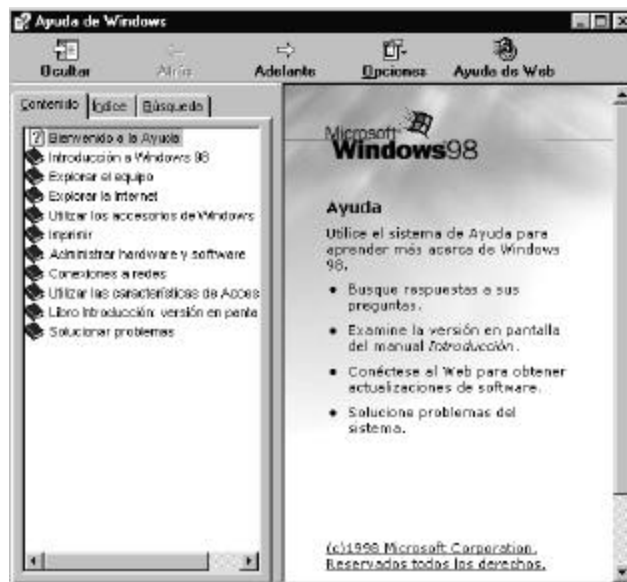 Ayuda de Windows
Ocultar Atrás Adelante Opciones Ayuda de Web
Contenido Índice Búsqueda
Bienvenido a la Ayuda
Introducción a Windows 98
Explorar el equipo
Explorar la Internet
Utilizar los accesorios de Windows
Imprimir
Administrar hardware y software
Conexiones a redes
Utilizar las características de Acces
Libro Introducción: versión en panta
Solucionar problemas
Microsoft
Windows 98
Ayuda
Utilice el sistema de Ayuda para
aprender más acerca de Windows
98.
• Busque respuestas a sus
preguntas.
• Examine la versión en pantalla
del manual Introducción.
• Conéctese al Web para obtener
actualizaciones de software.
• Solucione problemas del
sistema.
(c)1998 Microsoft Corporation.
Reservados todos los derechos.